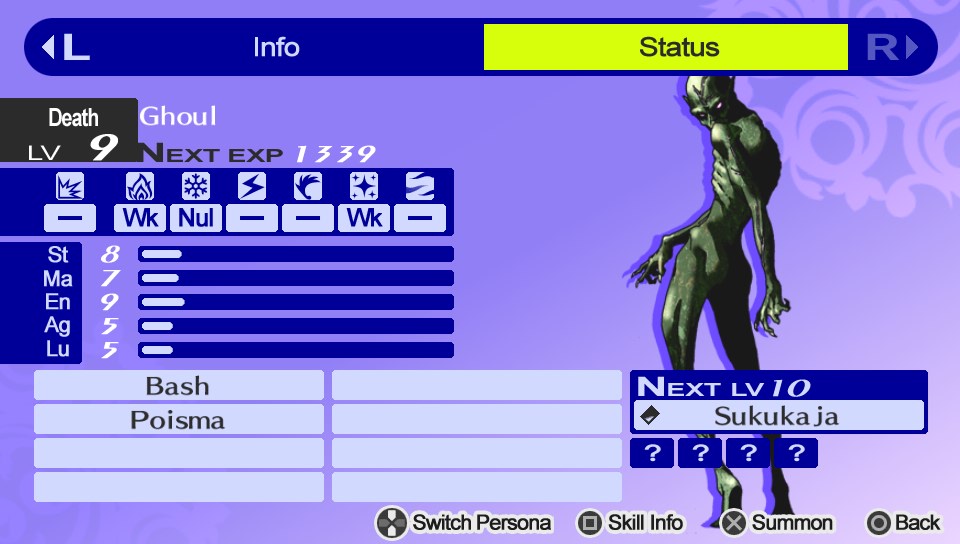 L Info Status R
Death Ghoul
LV 9 NEXT EXP 1339
— Wk Nul — — Wk —
St 8
Ma 7
En 9
Ag 5
Lu 5
Bash
Poisma
NEXT LV 10
Sukukaja
? ? ? ?
Switch Persona Skill Info Summon Back